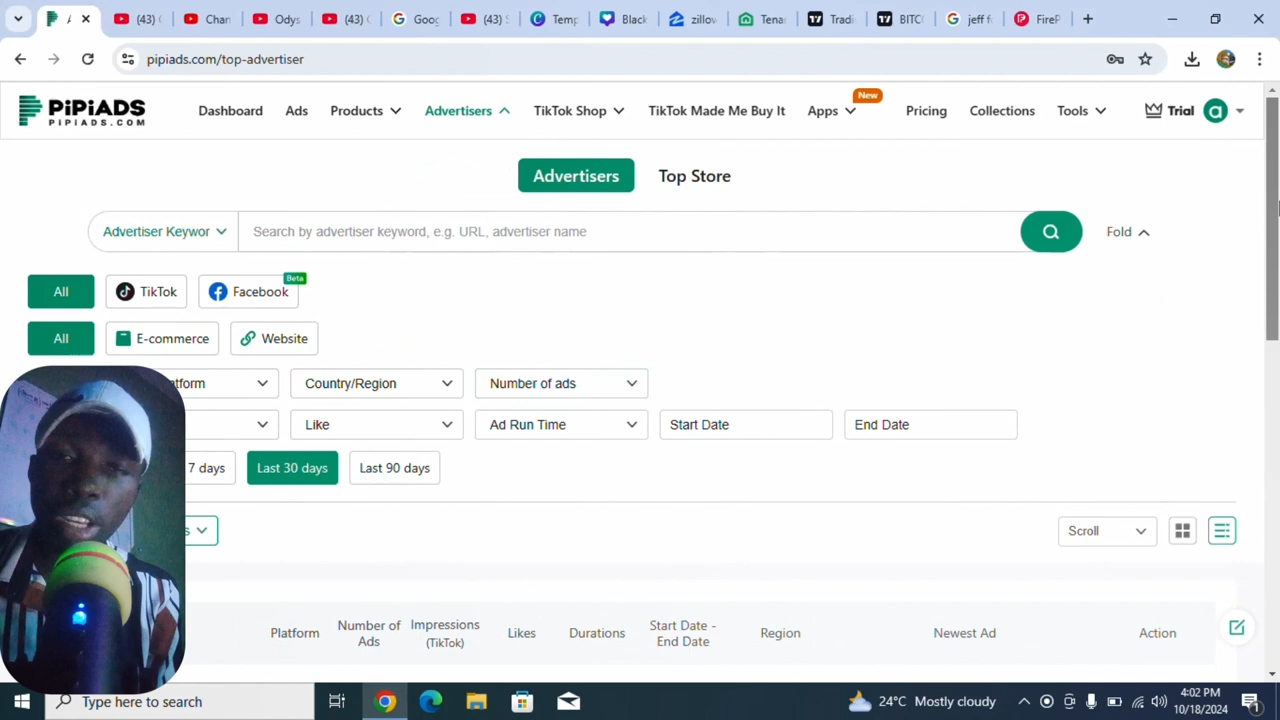 (43)
Chan
Odys
(43)
Goog
(43)
Temp
Black
zillov
Tenar
Tradi
BITC
jeff f
FireP
pipiads.com/top-advertiser
PiPiADS
PIPIADS.COM
Dashboard
Ads
Products
Advertisers
TikTok Shop
TikTok Made Me Buy It
Apps
New
Pricing
Collections
Tools
Trial
a
Advertisers
Top Store
Advertiser Keywor
Search by advertiser keyword, e.g. URL, advertiser name
Fold
All
TikTok
Facebook
Beta
All
E-commerce
Website
atform
Country/Region
Number of ads
Like
Ad Run Time
Start Date
End Date
7 days
Last 30 days
Last 90 days
s
Scroll
Platform
Number of
Ads
Impressions
(TikTok)
Likes
Durations
Start Date -
End Date
Region
Newest Ad
Action
Type here to search
24°C Mostly cloudy
4:02 PM
10/18/2024
1